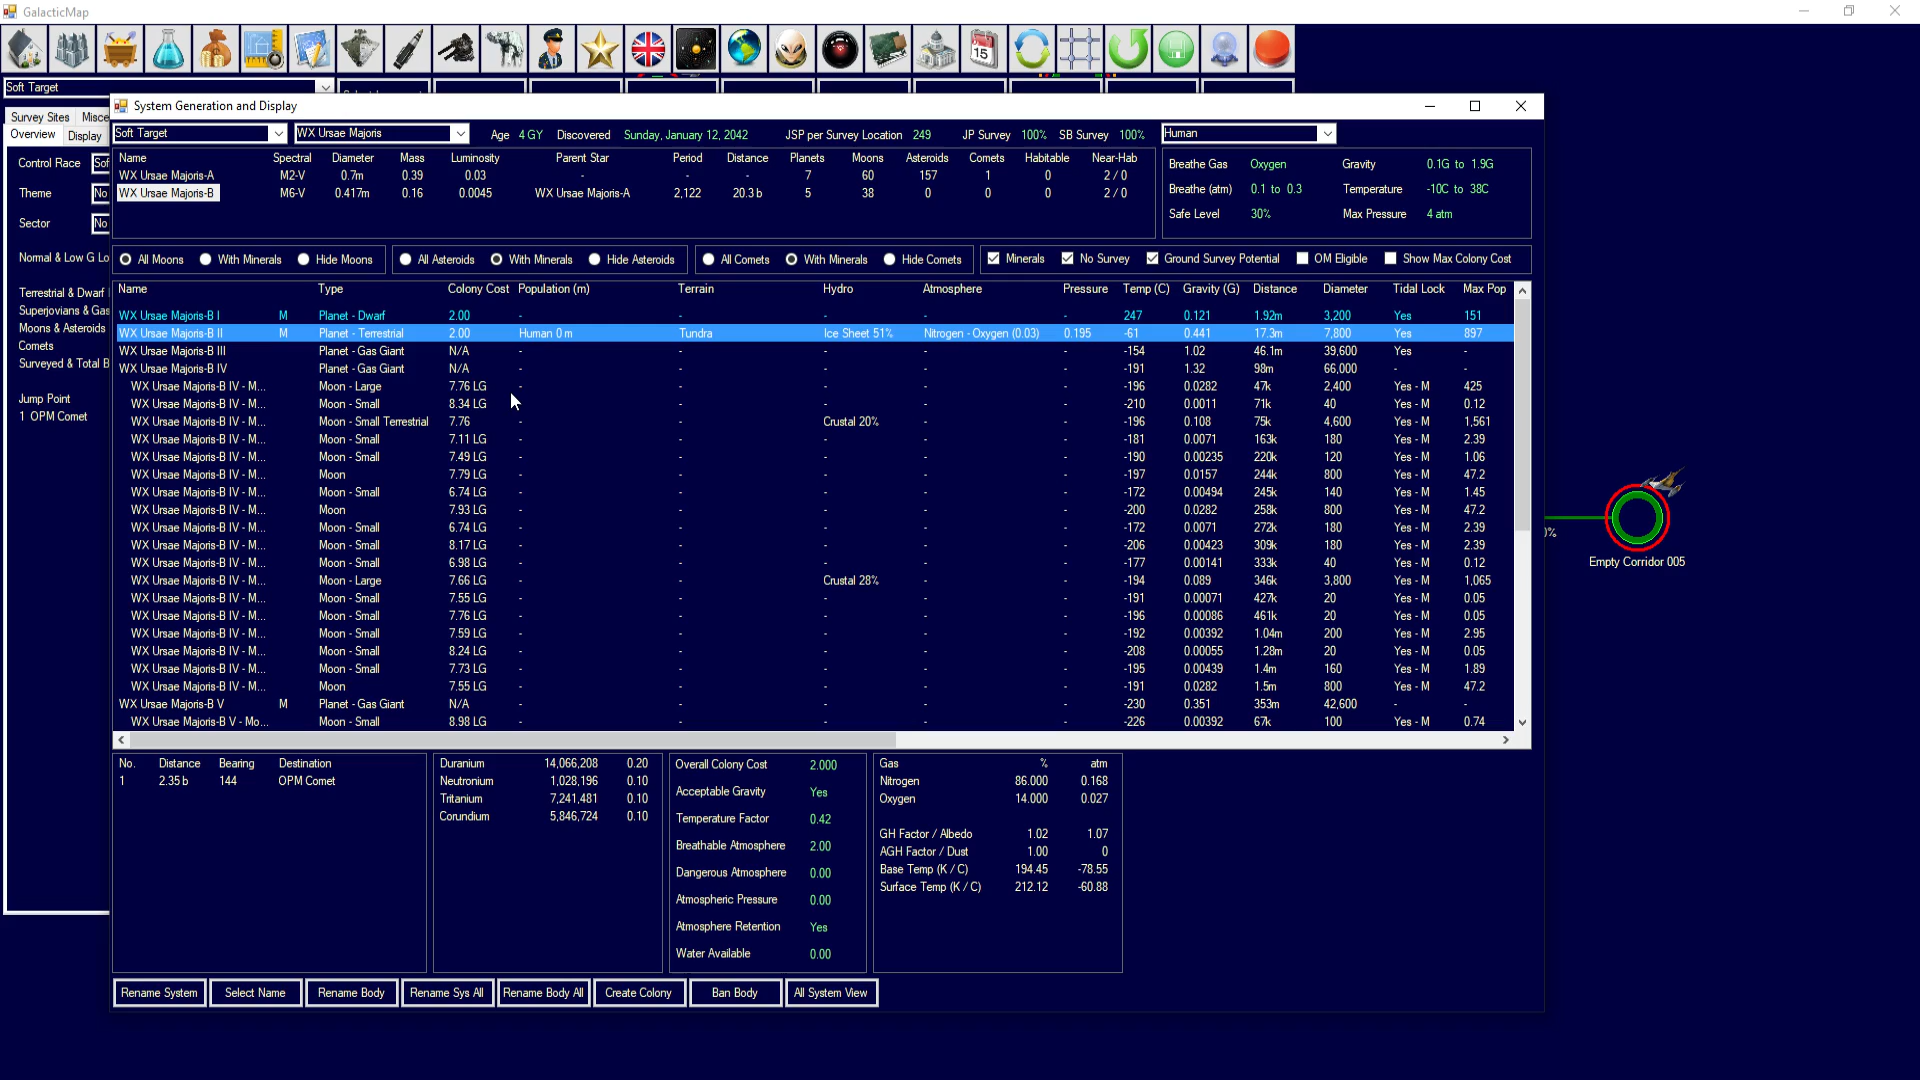 GalacticMap
15
Soft Target
System Generation and Display
Survey Sites Misce
Overview Display
Soft Target WX Ursae Majoris Age 4 GY Discovered Sunday, January 12, 2042 JSP per Survey Location 249 JP Survey 100% SB Survey 100% Human
Control Race Sof
Theme No
Sector No
Normal & Low G Lo
Terrestrial & Dwarf
Superjovians & Gas
Moons & Asteroids
Comets
Surveyed & Total B
Jump Point
1 OPM Comet
Name Spectral Diameter Mass Luminosity Parent Star Period Distance Planets Moons Asteroids Comets Habitable Near-Hab
WX Ursae Majoris-A M2-V 0.7m 0.39 0.03 - - - 7 60 157 1 0 2 / 0
WX Ursae Majoris-B M6-V 0.417m 0.16 0.0045 WX Ursae Majoris-A 2,122 20.3 b 5 38 0 0 0 2 / 0
Breathe Gas Oxygen Gravity 0.1G to 1.9G
Breathe (atm) 0.1 to 0.3 Temperature -10C to 38C
Safe Level 30% Max Pressure 4 atm
All Moons With Minerals Hide Moons All Asteroids With Minerals Hide Asteroids All Comets With Minerals Hide Comets Minerals No Survey Ground Survey Potential OM Eligible Show Max Colony Cost
Name Type Colony Cost Population (m) Terrain Hydro Atmosphere Pressure Temp (C) Gravity (G) Distance Diameter Tidal Lock Max Pop
WX Ursae Majoris-B I M Planet - Dwarf 2.00 - - - - - 247 0.121 1.92m 3,200 Yes 151
WX Ursae Majoris-B II M Planet - Terrestrial 2.00 Human 0 m Tundra Ice Sheet 51% Nitrogen - Oxygen (0.03) 0.195 -61 0.441 17.3m 7,800 Yes 897
WX Ursae Majoris-B III Planet - Gas Giant N/A - - - - - -154 1.02 46.1m 39,600 Yes -
WX Ursae Majoris-B IV Planet - Gas Giant N/A - - - - - -191 1.32 98m 66,000 - -
WX Ursae Majoris-B IV - M... Moon - Large 7.76 LG - - - - - -196 0.0282 47k 2,400 Yes - M 425
WX Ursae Majoris-B IV - M... Moon - Small 8.34 LG - - - - - -210 0.0011 71k 40 Yes - M 0.12
WX Ursae Majoris-B IV - M... Moon - Small Terrestrial 7.76 - - Crustal 20% - - -196 0.108 75k 4,600 Yes - M 1,561
WX Ursae Majoris-B IV - M... Moon - Small 7.11 LG - - - - - -181 0.0071 163k 180 Yes - M 2.39
WX Ursae Majoris-B IV - M... Moon - Small 7.49 LG - - - - - -190 0.00235 220k 120 Yes - M 1.06
WX Ursae Majoris-B IV - M... Moon 7.79 LG - - - - - -197 0.0157 244k 800 Yes - M 47.2
WX Ursae Majoris-B IV - M... Moon - Small 6.74 LG - - - - - -172 0.00494 245k 140 Yes - M 1.45
WX Ursae Majoris-B IV - M... Moon 7.93 LG - - - - - -200 0.0282 258k 800 Yes - M 47.2
WX Ursae Majoris-B IV - M... Moon - Small 6.74 LG - - - - - -172 0.0071 272k 180 Yes - M 2.39
WX Ursae Majoris-B IV - M... Moon - Small 8.17 LG - - - - - -206 0.00423 309k 180 Yes - M 2.39
WX Ursae Majoris-B IV - M... Moon - Small 6.98 LG - - - - - -177 0.00141 333k 40 Yes - M 0.12
WX Ursae Majoris-B IV - M... Moon - Large 7.66 LG - - Crustal 28% - - -194 0.089 346k 3,800 Yes - M 1,065
WX Ursae Majoris-B IV - M... Moon - Small 7.55 LG - - - - - -191 0.00071 427k 20 Yes - M 0.05
WX Ursae Majoris-B IV - M... Moon - Small 7.76 LG - - - - - -196 0.00086 461k 20 Yes - M 0.05
WX Ursae Majoris-B IV - M... Moon - Small 7.59 LG - - - - - -192 0.00392 1.04m 200 Yes - M 2.95
WX Ursae Majoris-B IV - M... Moon - Small 8.24 LG - - - - - -208 0.00055 1.28m 20 Yes - M 0.05
WX Ursae Majoris-B IV - M... Moon - Small 7.73 LG - - - - - -195 0.00439 1.4m 160 Yes - M 1.89
WX Ursae Majoris-B IV - M... Moon 7.55 LG - - - - - -191 0.0282 1.5m 800 Yes - M 47.2
WX Ursae Majoris-B V M Planet - Gas Giant N/A - - - - - -230 0.351 353m 42,600 - -
WX Ursae Majoris-B V - Mo... Moon - Small 8.98 LG - - - - - -226 0.00392 67k 100 Yes - M 0.74
No. Distance Bearing Destination
1 2.35 b 144 OPM Comet
Duranium 14,066,208 0.20
Neutronium 1,028,196 0.10
Tritanium 7,241,481 0.10
Corundium 5,846,724 0.10
Overall Colony Cost 2.000
Acceptable Gravity Yes
Temperature Factor 0.42
Breathable Atmosphere 2.00
Dangerous Atmosphere 0.00
Atmospheric Pressure 0.00
Atmosphere Retention Yes
Water Available 0.00
Gas % atm
Nitrogen 86.000 0.168
Oxygen 14.000 0.027
GH Factor / Albedo 1.02 1.07
AGH Factor / Dust 1.00 0
Base Temp (K / C) 194.45 -78.55
Surface Temp (K / C) 212.12 -60.88
Rename System Select Name Rename Body Rename Sys All Rename Body All Create Colony Ban Body All System View
%
Empty Corridor 005